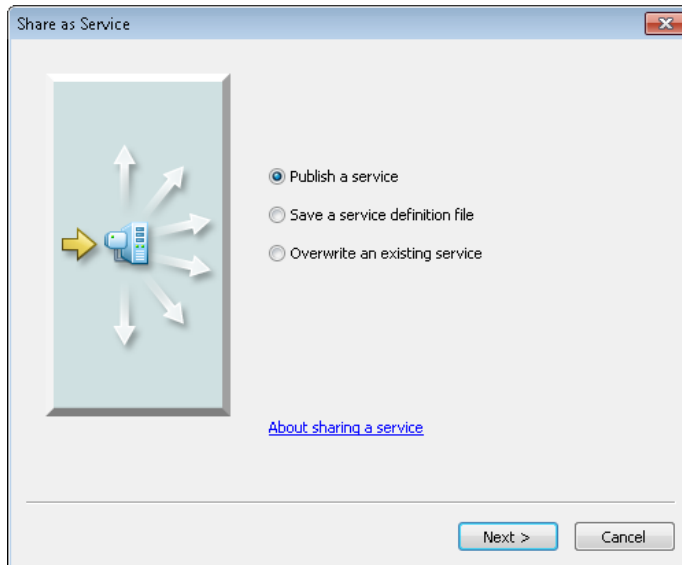 Share as Service
Publish a service
Save a service definition file
Overwrite an existing service
About sharing a service
Next >
Cancel